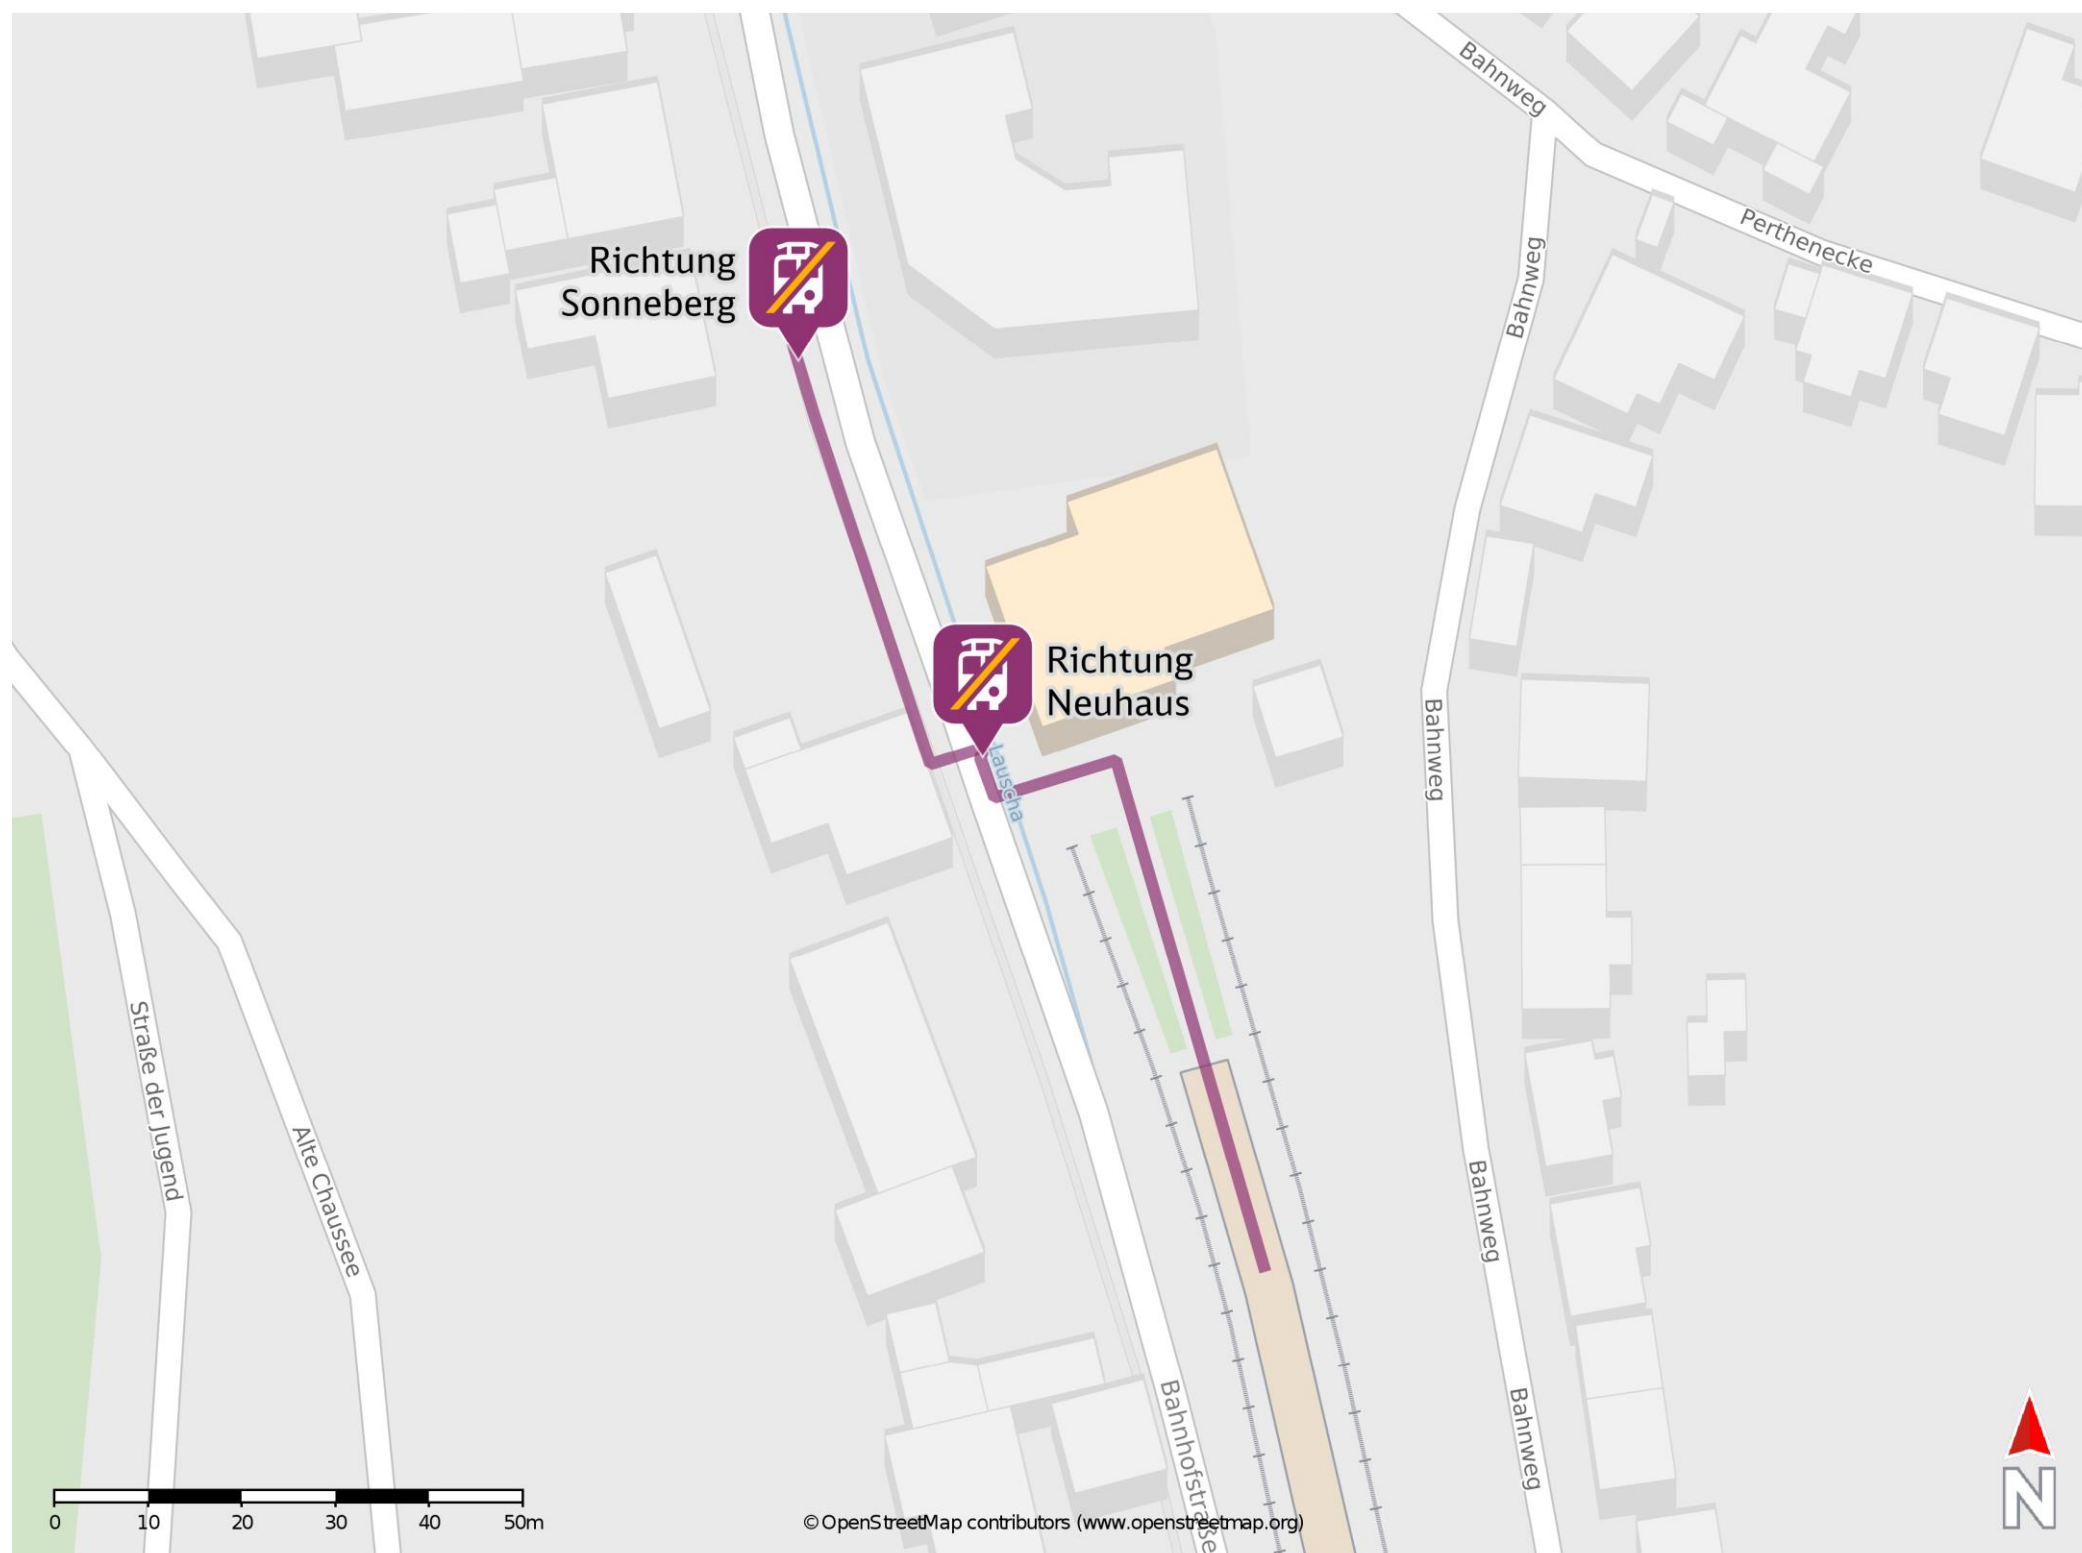 Bahnweg
Perthenecke
Richtung
Sonneberg
Bahnweg
Richtung
Neuhaus
Bahnweg
Lauscha
Straße der Jugend
Alte Chaussee
Bahnweg
Bahnhofstraße
Bahnweg
0 10 20 30 40 50m
© OpenStreetMap contributors (www.openstreetmap.org)
N